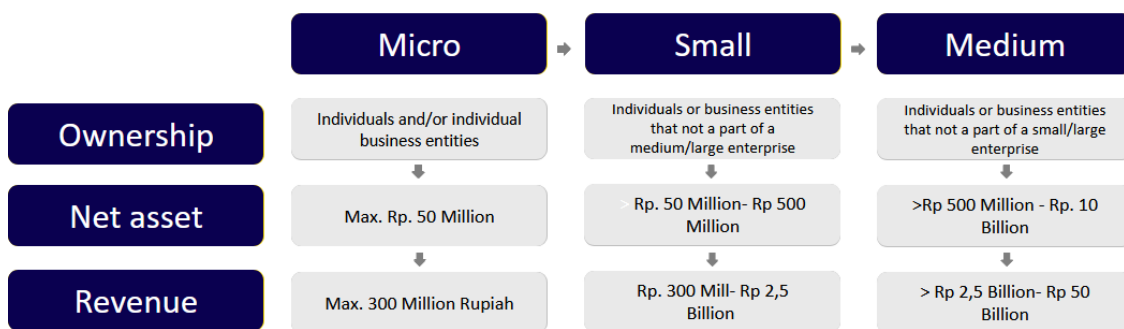 Micro
Small
Medium
Ownership
Individuals and/or individual
business entities
Individuals or business entities
that not a part of a
medium/large enterprise
Individuals or business entities
that not a part of a small/large
enterprise
Net asset
Max. Rp. 50 Million
> Rp. 50 Million- Rp 500
Million
>Rp 500 Million - Rp. 10
Billion
Revenue
Max. 300 Million Rupiah
Rp. 300 Mill- Rp 2,5
Billion
> Rp 2,5 Billion- Rp 50
Billion